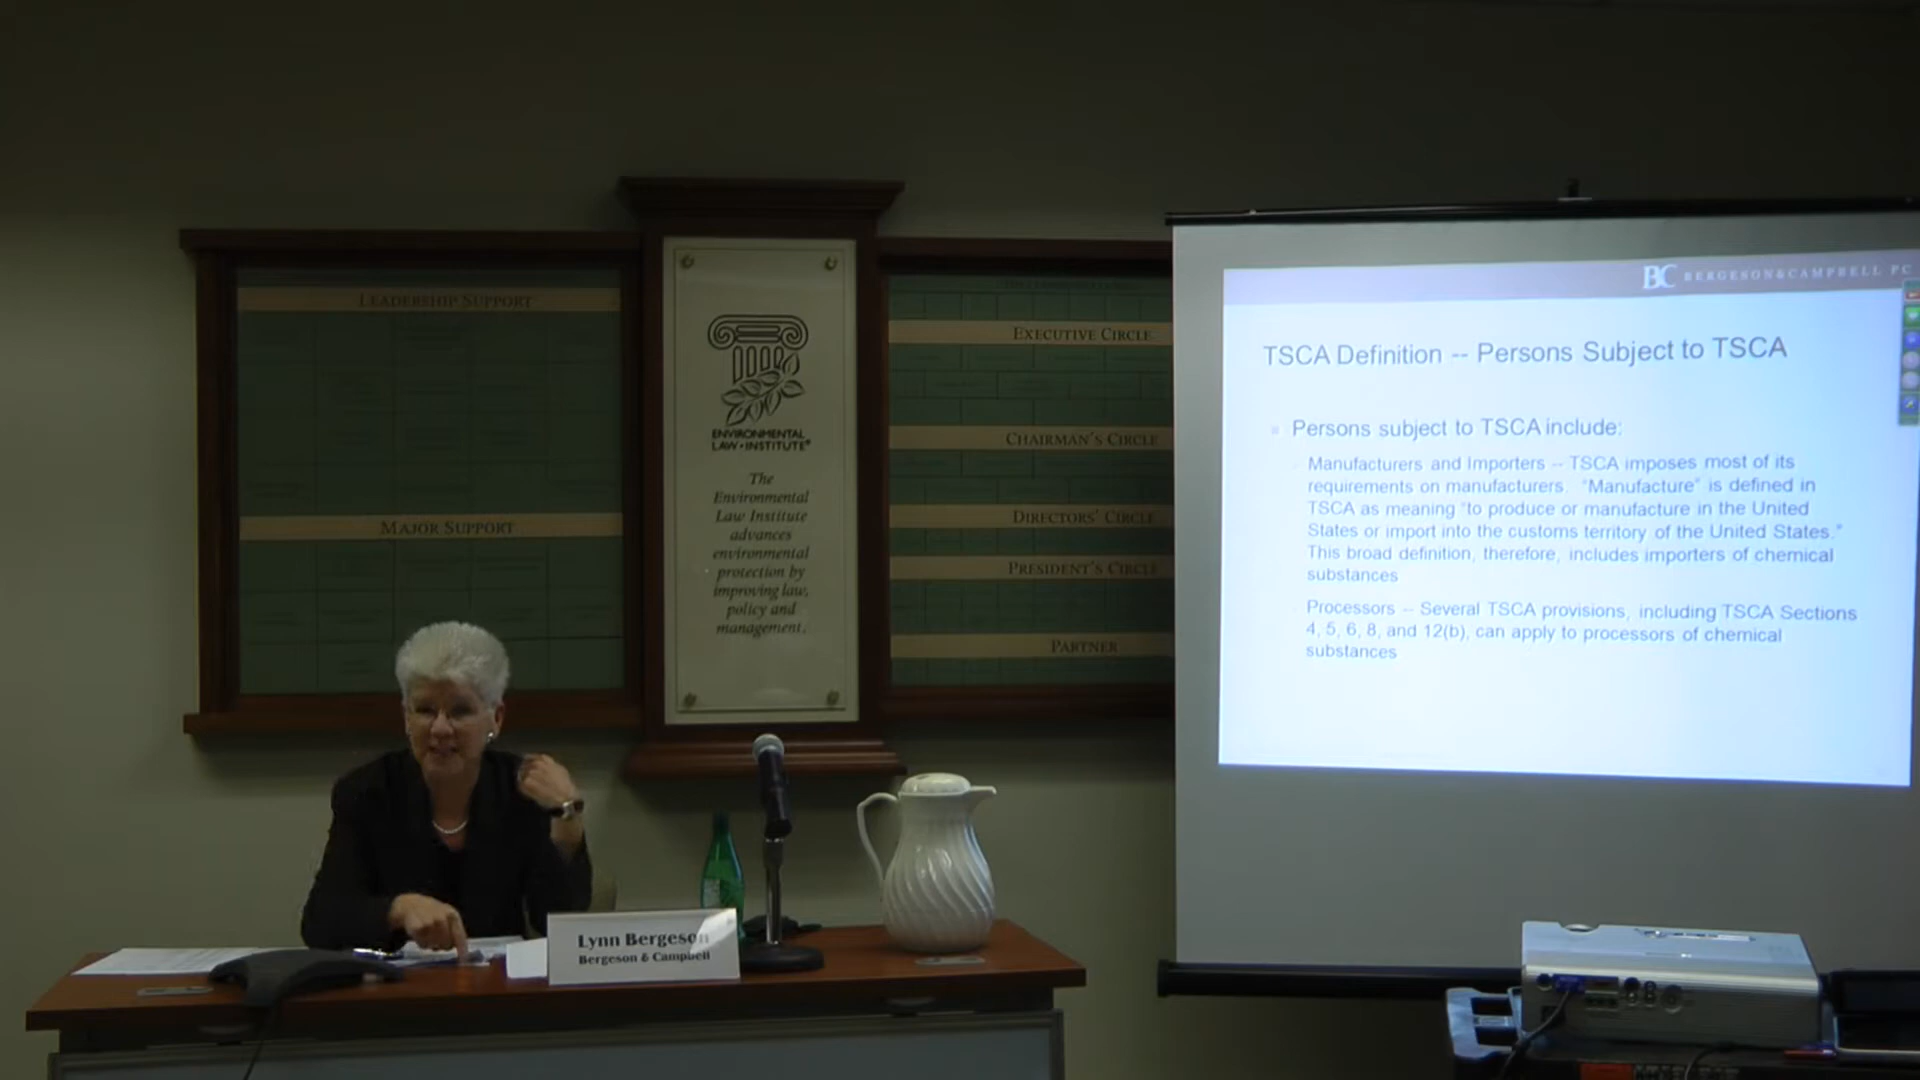 LEADERSHIP SUPPORT
MAJOR SUPPORT
ENVIRONMENTAL
LAW•INSTITUTE®
The
Environmental
Law Institute
advances
environmental
protection by
improving law,
policy and
management.
EXECUTIVE CIRCLE
CHAIRMAN'S CIRCLE
DIRECTORS' CIRCLE
PRESIDENT'S CIRCLE
PARTNER
BC BERGESON&CAMPBELL PC
TSCA Definition -- Persons Subject to TSCA
Persons subject to TSCA include:
Manufacturers and Importers -- TSCA imposes most of its
requirements on manufacturers. "Manufacture" is defined in
TSCA as meaning "to produce or manufacture in the United
States or import into the customs territory of the United States."
This broad definition, therefore, includes importers of chemical
substances
Processors -- Several TSCA provisions, including TSCA Sections
4, 5, 6, 8, and 12(b), can apply to processors of chemical
substances
Lynn Bergeson
Bergeson & Campbell